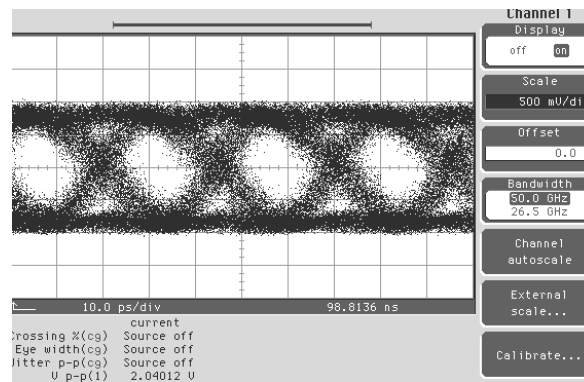 Channel 1
Display
off on
Scale
500 mV/di
Offset
0.0
Bandwidth
50.0 GHz
26.5 GHz
Channel
autoscale
External
scale...
Calibrate...
10.0 ps/div 98.8136 ns
current
Crossing %(cg) Source off
Eye width(cg) Source off
Jitter p-p(cg) Source off
V p-p(1) 2.04012 V